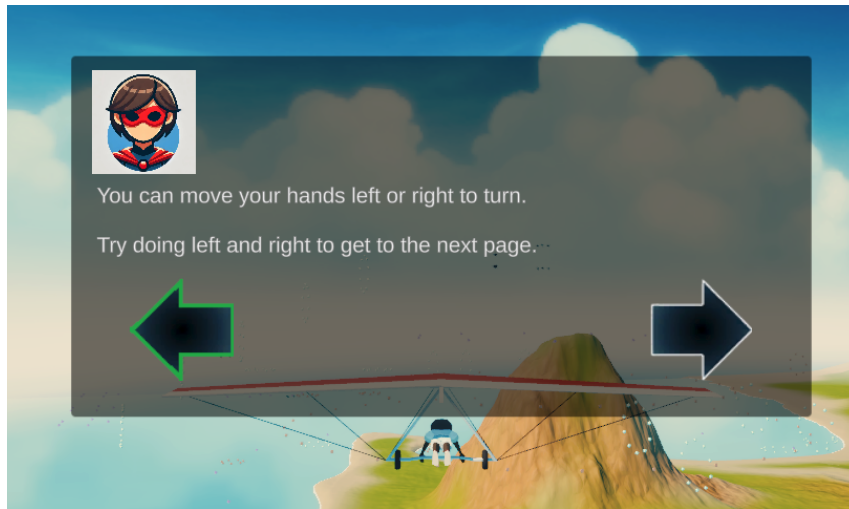 You can move your hands left or right to turn.
Try doing left and right to get to the next page.